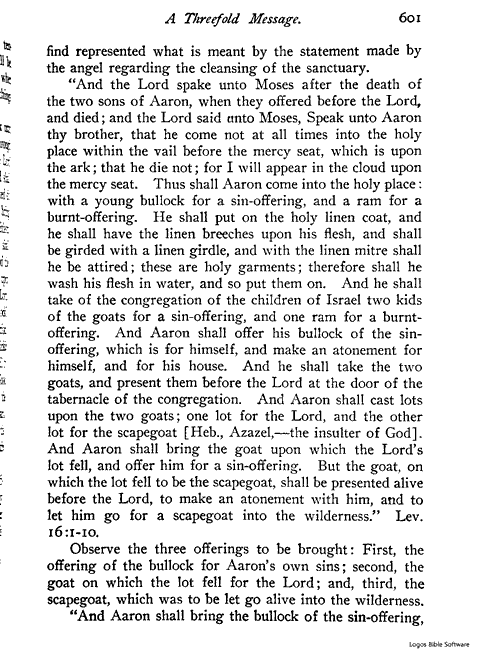 A Threefold Message. 601
find represented what is meant by the statement made by
the angel regarding the cleansing of the sanctuary.
"And the Lord spake unto Moses after the death of
the two sons of Aaron, when they offered before the Lord,
and died; and the Lord said unto Moses, Speak unto Aaron
thy brother, that he come not at all times into the holy
place within the vail before the mercy seat, which is upon
the ark; that he die not; for I will appear in the cloud upon
the mercy seat. Thus shall Aaron come into the holy place:
with a young bullock for a sin-offering, and a ram for a
burnt-offering. He shall put on the holy linen coat, and
he shall have the linen breeches upon his flesh, and shall
be girded with a linen girdle, and with the linen mitre shall
he be attired; these are holy garments; therefore shall he
wash his flesh in water, and so put them on. And he shall
take of the congregation of the children of Israel two kids
of the goats for a sin-offering, and one ram for a burnt-
offering. And Aaron shall offer his bullock of the sin-
offering, which is for himself, and make an atonement for
himself, and for his house. And he shall take the two
goats, and present them before the Lord at the door of the
tabernacle of the congregation. And Aaron shall cast lots
upon the two goats; one lot for the Lord, and the other
lot for the scapegoat [Heb., Azazel,—the insulter of God].
And Aaron shall bring the goat upon which the Lord's
lot fell, and offer him for a sin-offering. But the goat, on
which the lot fell to be the scapegoat, shall be presented alive
before the Lord, to make an atonement with him, and to
let him go for a scapegoat into the wilderness." Lev.
16:1-10.
Observe the three offerings to be brought: First, the
offering of the bullock for Aaron's own sins; second, the
goat on which the lot fell for the Lord; and, third, the
scapegoat, which was to be let go alive into the wilderness.
"And Aaron shall bring the bullock of the sin-offering,
Logos Bible Software